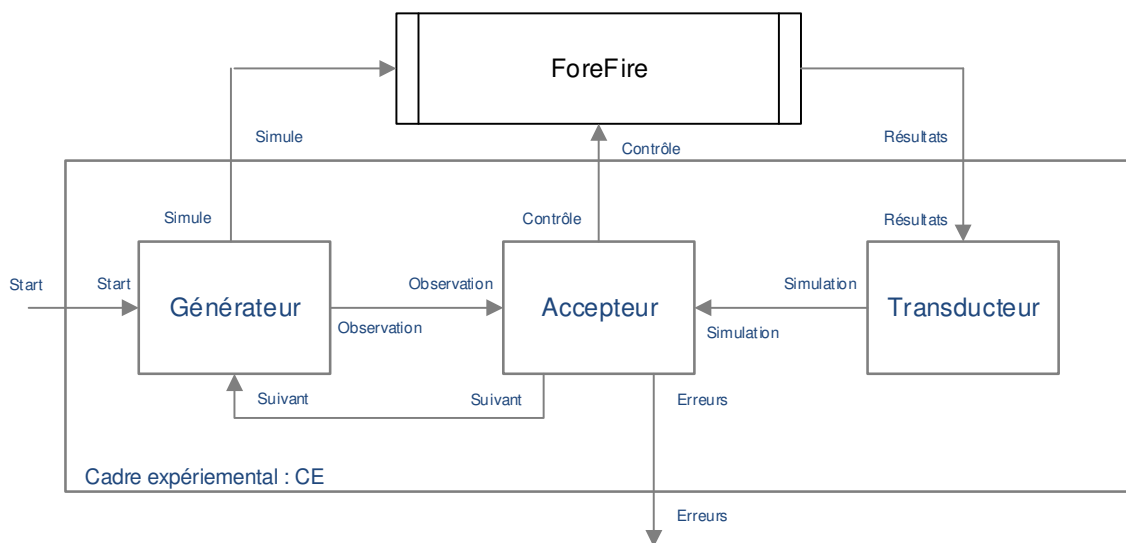 ForeFire
Simule
Contrôle
Résultats
Simule
Contrôle
Résultats
Start
Start
Générateur
Observation
Observation
Accepteur
Simulation
Simulation
Transducteur
Suivant
Suivant
Erreurs
Cadre expériemental : CE
Erreurs